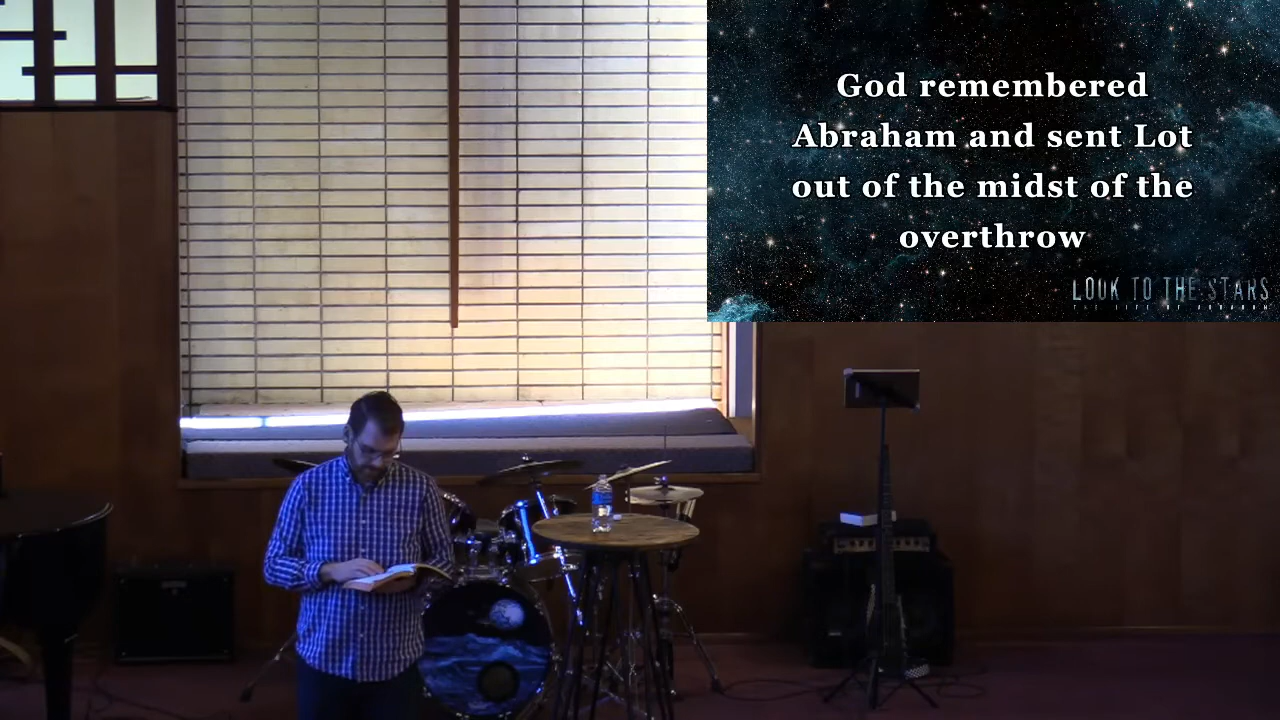 God remembered
Abraham and sent Lot
out of the midst of the
overthrow
LOOK TO THE STARS